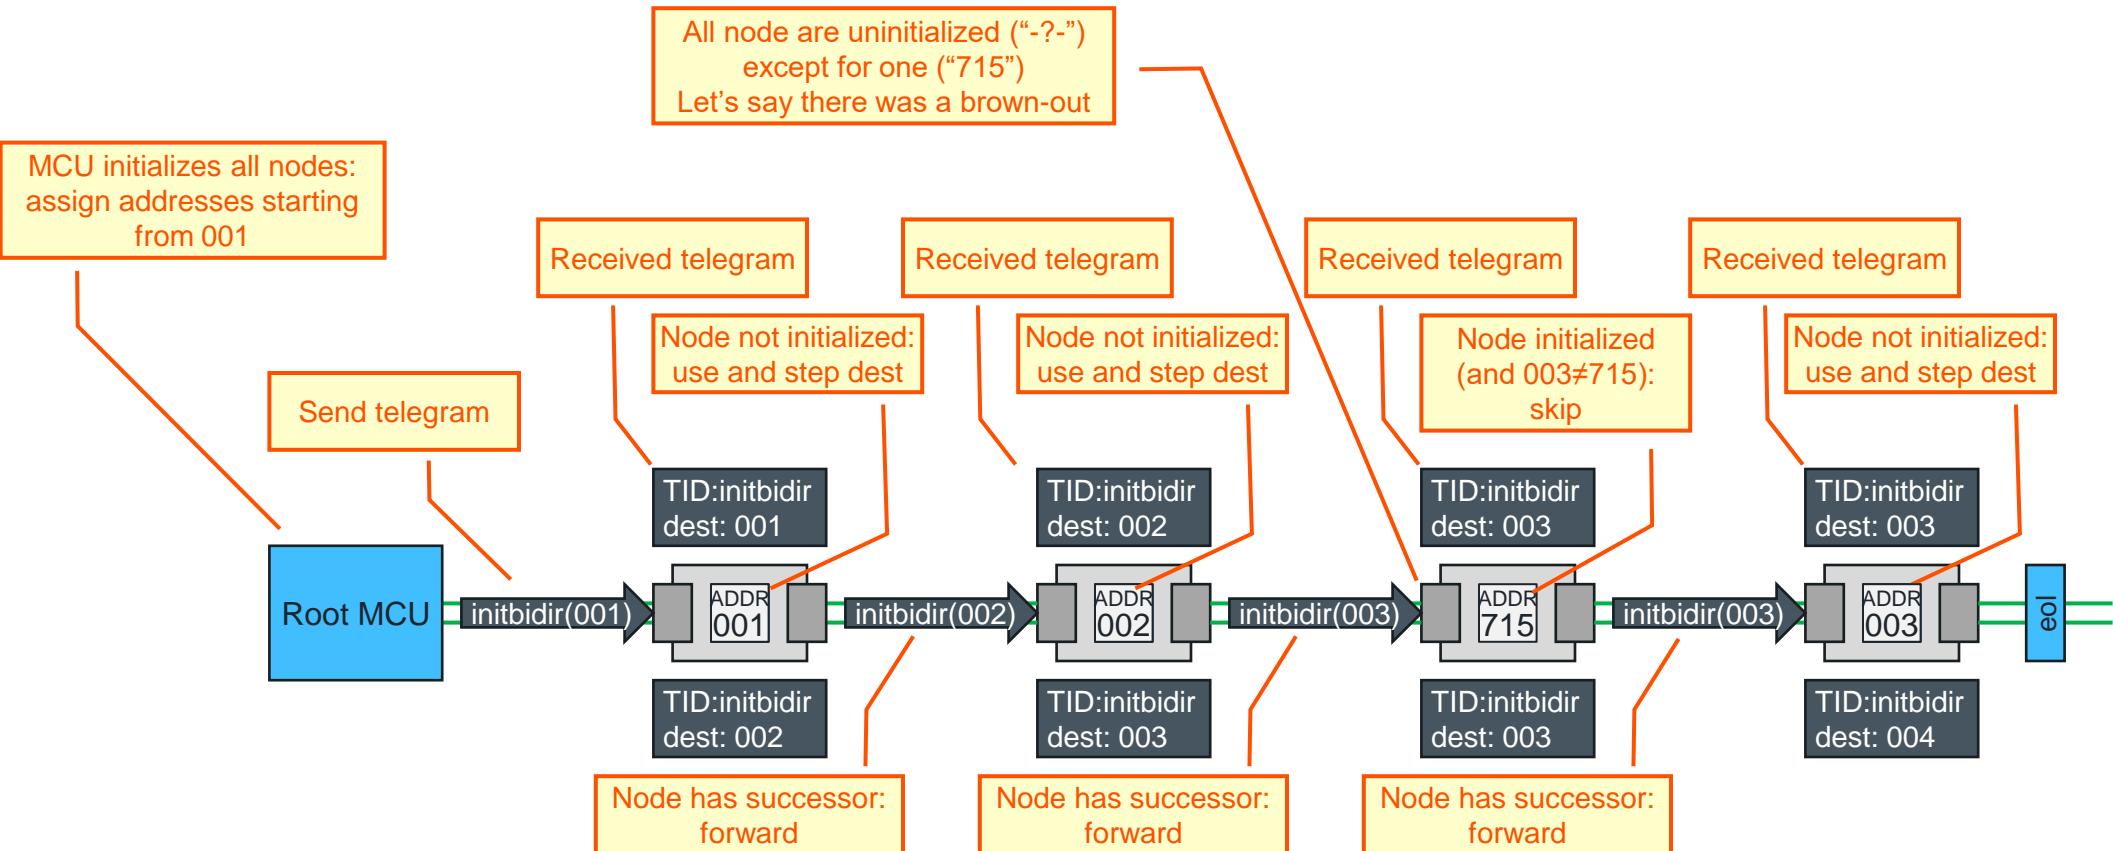 All node are uninitialized (“-?-”)
except for one (“715”)
Let’s say there was a brown-out
MCU initializes all nodes:
assign addresses starting
from 001
Received telegram
Received telegram
Received telegram
Received telegram
Node not initialized:
use and step dest
Node not initialized:
use and step dest
Node initialized
(and 003≠715):
skip
Node not initialized:
use and step dest
Send telegram
TID:initbidir
dest: 001
TID:initbidir
dest: 002
TID:initbidir
dest: 003
TID:initbidir
dest: 003
Root MCU
initbidir(001)
ADDR
001
initbidir(002)
ADDR
002
initbidir(003)
ADDR
715
initbidir(003)
ADDR
003
eol
TID:initbidir
dest: 002
TID:initbidir
dest: 003
TID:initbidir
dest: 003
TID:initbidir
dest: 004
Node has successor:
forward
Node has successor:
forward
Node has successor:
forward